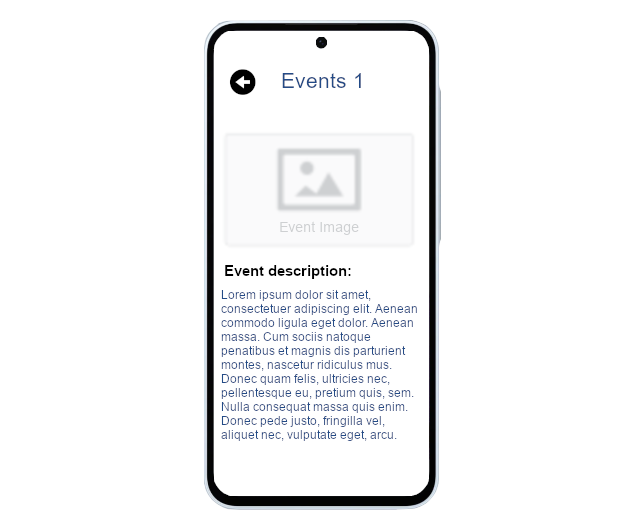 Events 1
Event Image
Event description:
Lorem ipsum dolor sit amet,
consectetuer adipiscing elit. Aenean
commodo ligula eget dolor. Aenean
massa. Cum sociis natoque
penatibus et magnis dis parturient
montes, nascetur ridiculus mus.
Donec quam felis, ultricies nec,
pellentesque eu, pretium quis, sem.
Nulla consequat massa quis enim.
Donec pede justo, fringilla vel,
aliquet nec, vulputate eget, arcu.